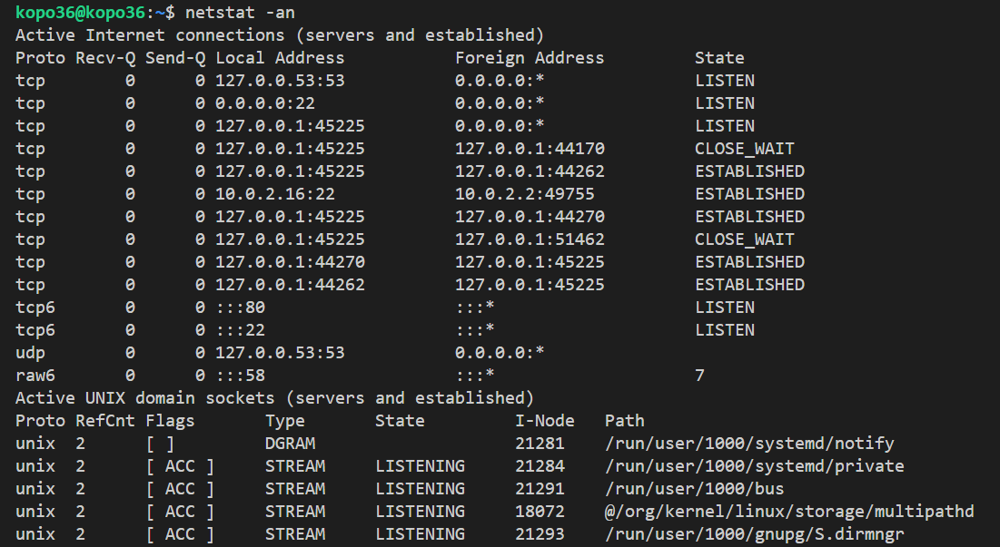 kopo36@kopo36:~$ netstat -an
Active Internet connections (servers and established)
Proto Recv-Q Send-Q Local Address           Foreign Address         State
tcp        0      0 127.0.0.53:53           0.0.0.0:*               LISTEN
tcp        0      0 0.0.0.0:22              0.0.0.0:*               LISTEN
tcp        0      0 127.0.0.1:45225         0.0.0.0:*               LISTEN
tcp        0      0 127.0.0.1:45225         127.0.0.1:44170         CLOSE_WAIT
tcp        0      0 127.0.0.1:45225         127.0.0.1:44262         ESTABLISHED
tcp        0      0 10.0.2.16:22            10.0.2.2:49755          ESTABLISHED
tcp        0      0 127.0.0.1:45225         127.0.0.1:44270         ESTABLISHED
tcp        0      0 127.0.0.1:45225         127.0.0.1:51462         CLOSE_WAIT
tcp        0      0 127.0.0.1:44270         127.0.0.1:45225         ESTABLISHED
tcp        0      0 127.0.0.1:44262         127.0.0.1:45225         ESTABLISHED
tcp6       0      0 :::80                   :::*                    LISTEN
tcp6       0      0 :::22                   :::*                    LISTEN
udp        0      0 127.0.0.53:53           0.0.0.0:*
raw6       0      0 :::58                   :::*                    7
Active UNIX domain sockets (servers and established)
Proto RefCnt Flags       Type       State         I-Node   Path
unix  2      [ ]         DGRAM                    21281    /run/user/1000/systemd/notify
unix  2      [ ACC ]     STREAM     LISTENING     21284    /run/user/1000/systemd/private
unix  2      [ ACC ]     STREAM     LISTENING     21291    /run/user/1000/bus
unix  2      [ ACC ]     STREAM     LISTENING     18072    @/org/kernel/linux/storage/multipathd
unix  2      [ ACC ]     STREAM     LISTENING     21293    /run/user/1000/gnupg/S.dirmngr